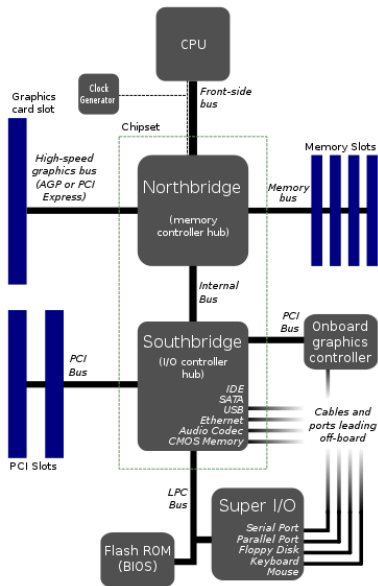 CPU
Clock
Generator
Front-side
bus
Graphics
card slot
Chipset
High-speed
graphics bus
(AGP or PCI
Express)
Northbridge
(memory
controller hub)
Memory
bus
Memory Slots
Internal
Bus
PCI
Bus
Southbridge
(I/O controller
hub)
PCI
Bus
Onboard
graphics
controller
IDE
SATA
USB
Ethernet
Audio Codec
CMOS Memory
Cables and
ports leading
off-board
PCI Slots
LPC
Bus
Super I/O
Serial Port
Parallel Port
Floppy Disk
Keyboard
Mouse
Flash ROM
(BIOS)